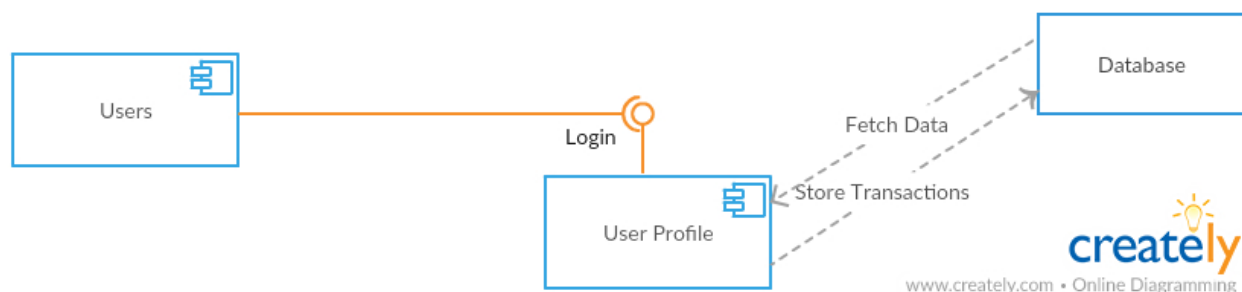 Users
Database
Fetch Data
Login
Store Transactions
User Profile
creately
www.creately.com • Online Diagramming